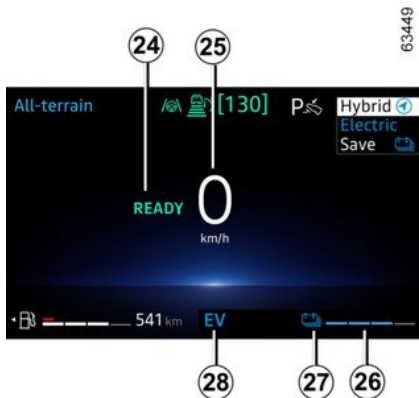 63449
24 25
All-terrain [130] P Hybrid
Electric
Save
READY 0
km/h
541 km EV
28 27 26